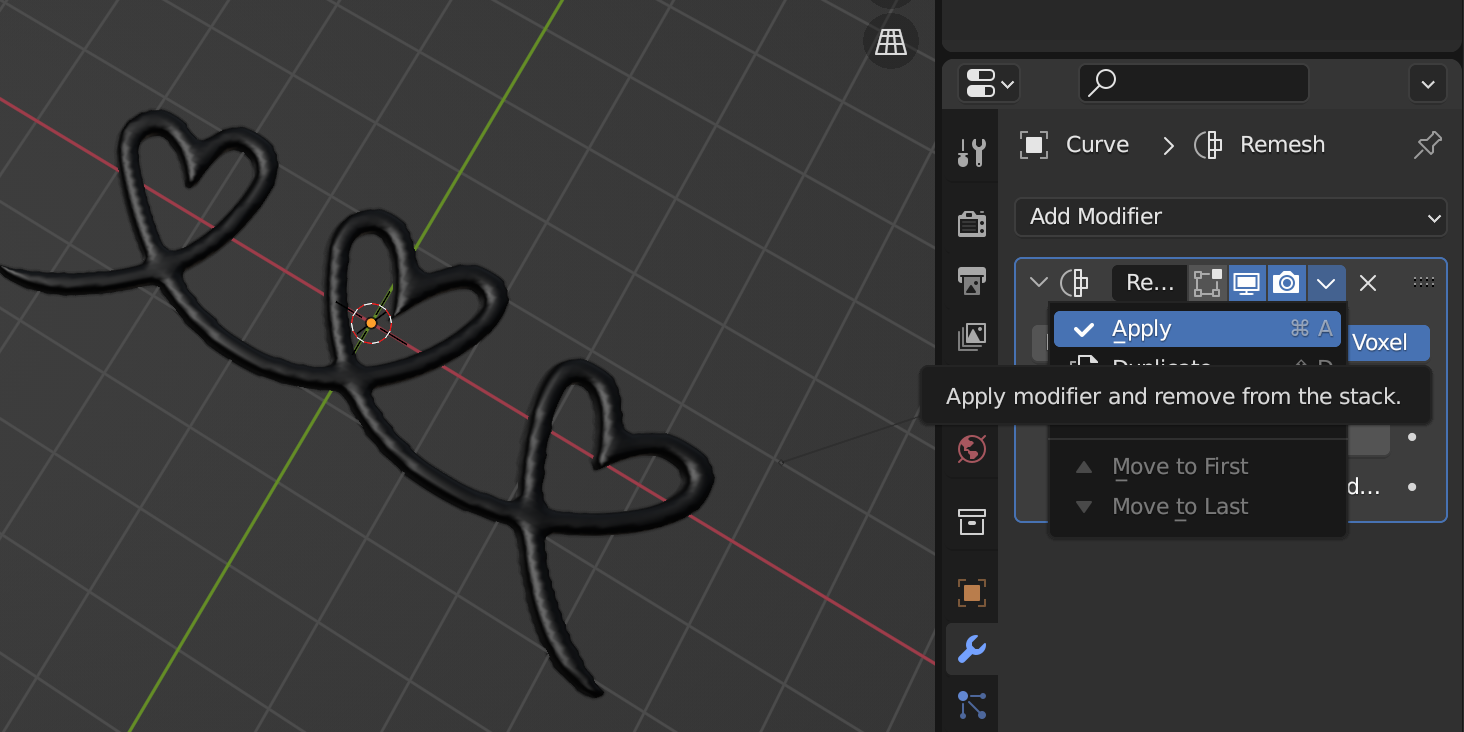 Curve > Remesh
Add Modifier
Re...
Apply ⌘ A
Voxel
Duplicate ⇧ D
Apply modifier and remove from the stack.
Move to First
d...
Move to Last